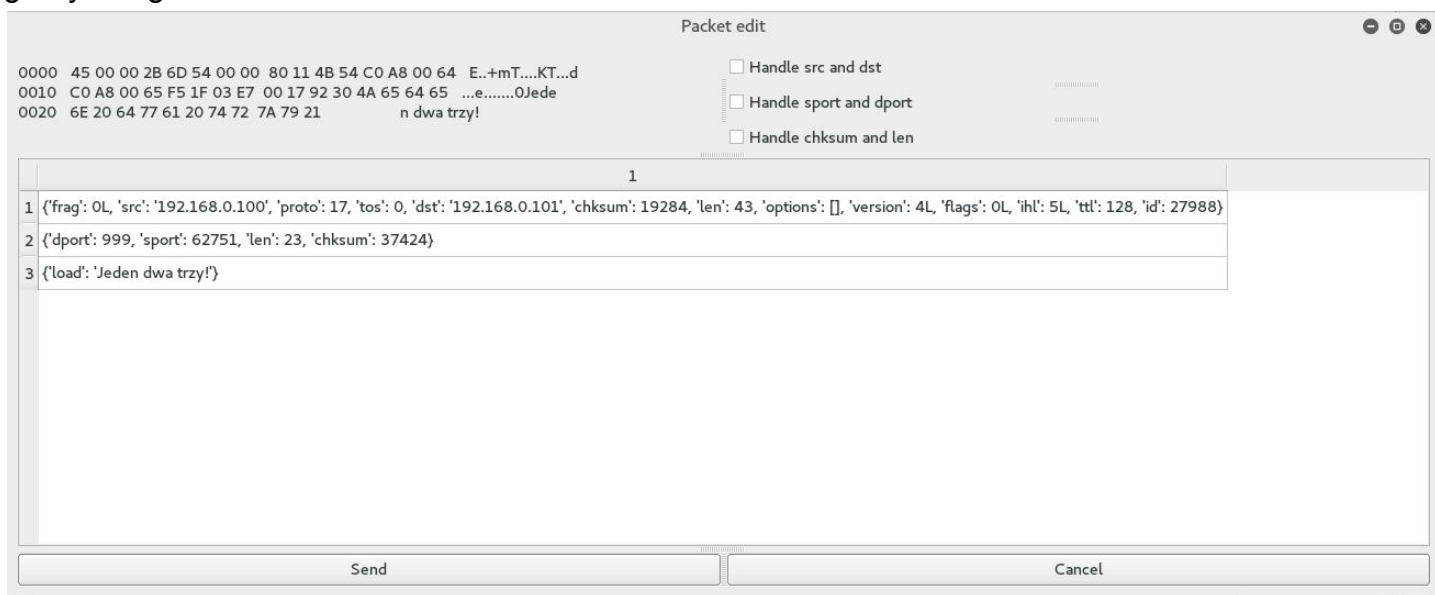 Packet edit
0000 45 00 00 2B 6D 54 00 00 80 11 4B 54 C0 A8 00 64 E..+mT....KT...d
0010 C0 A8 00 65 F5 1F 03 E7 00 17 92 30 4A 65 64 65 ...e.......0Jede
0020 6E 20 64 77 61 20 74 72 7A 79 21 n dwa trzy!
Handle src and dst
Handle sport and dport
Handle chksum and len
1
1 {'frag': 0L, 'src': '192.168.0.100', 'proto': 17, 'tos': 0, 'dst': '192.168.0.101', 'chksum': 19284, 'len': 43, 'options': [], 'version': 4L, 'flags': 0L, 'ihl': 5L, 'ttl': 128, 'id': 27988}
2 {'dport': 999, 'sport': 62751, 'len': 23, 'chksum': 37424}
3 {'load': 'Jeden dwa trzy!'}
Send Cancel